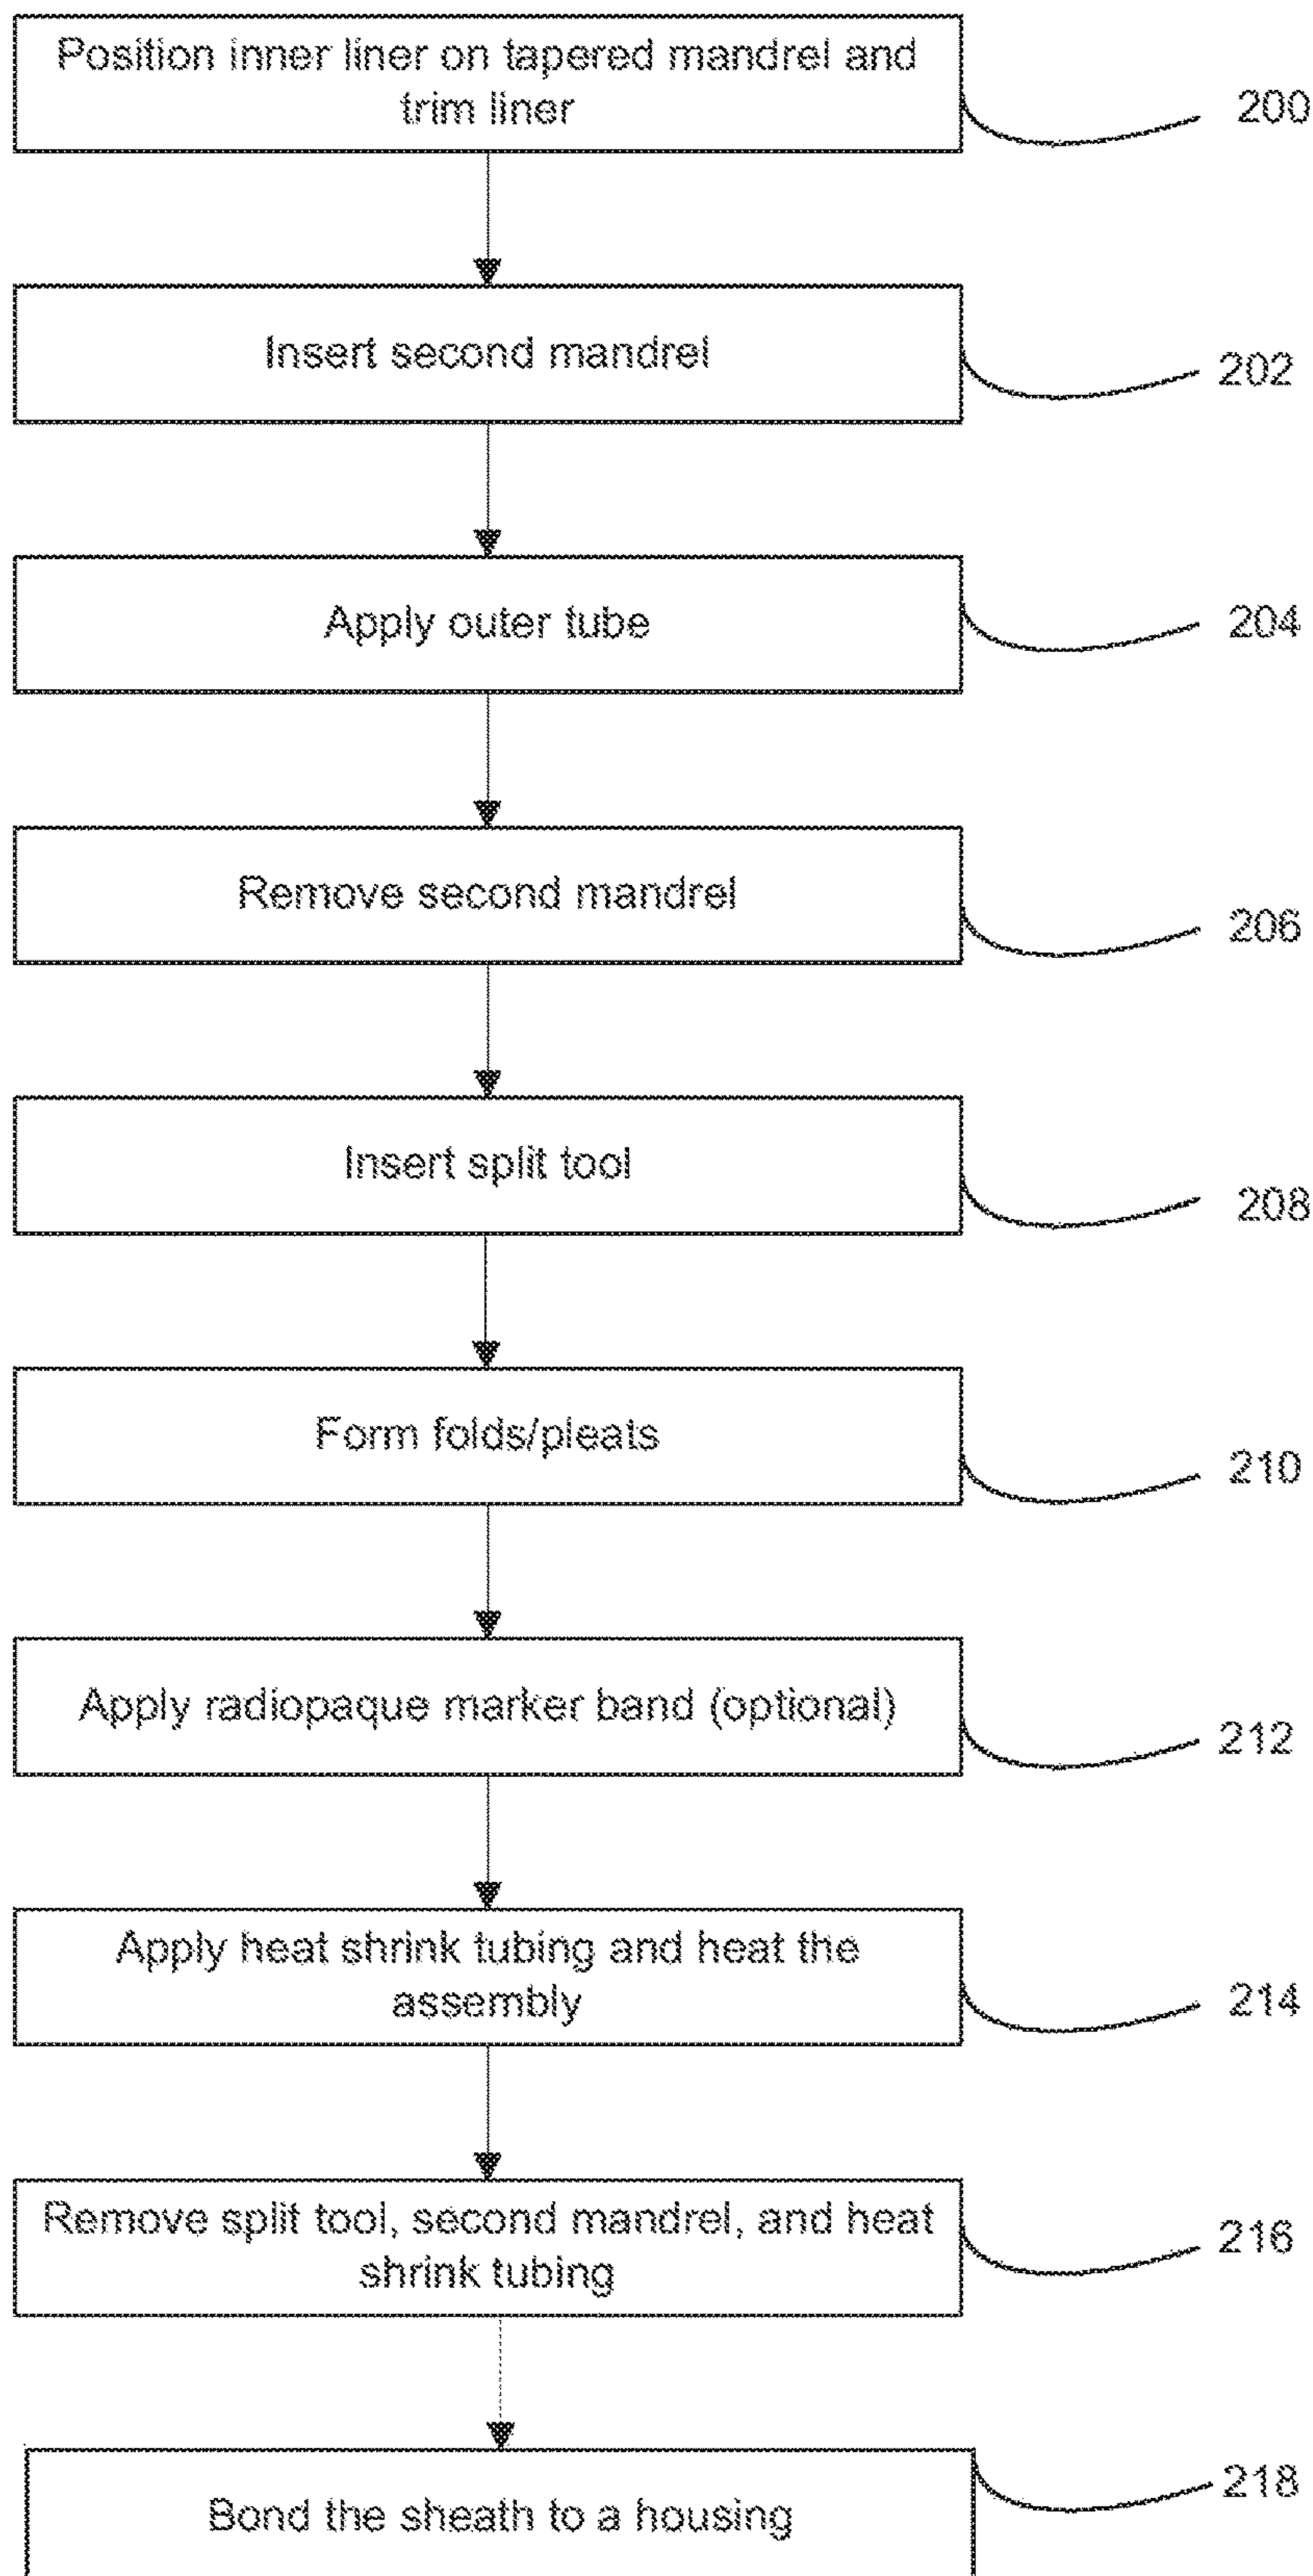 Position inner liner on tapered mandrel and
trim liner
200
Insert second mandrel
202
Apply outer tube
204
Remove second mandrel
206
Insert split tool
208
Form folds/pleats
210
Apply radiopaque marker band (optional)
212
Apply heat shrink tubing and heat the
assembly
214
Remove split tool, second mandrel, and heat
shrink tubing
216
Bond the sheath to a housing
218